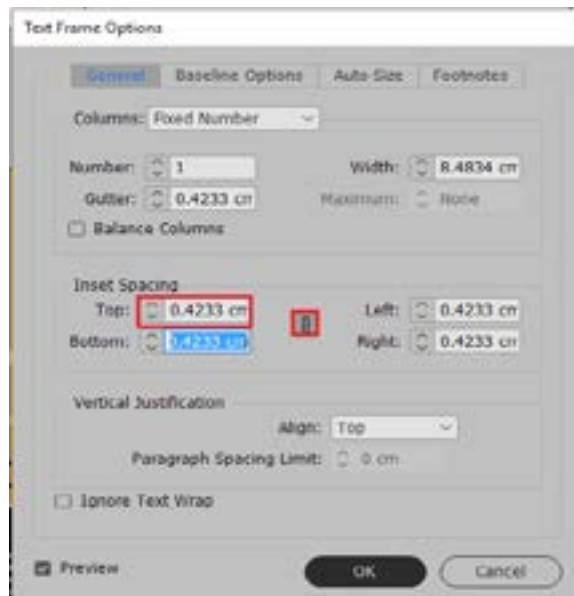 Text Frame Options
General Baseline Options Auto-Size Footnotes
Columns: Fixed Number
Number: 1 Width: 8.4834 cm
Gutter: 0.4233 cm Maximum: None
Balance Columns
Inset Spacing
Top: 0.4233 cm Left: 0.4233 cm
Bottom: 0.4233 cm Right: 0.4233 cm
Vertical Justification
Align: Top
Paragraph Spacing Limit: 0 cm
Ignore Text Wrap
Preview OK Cancel